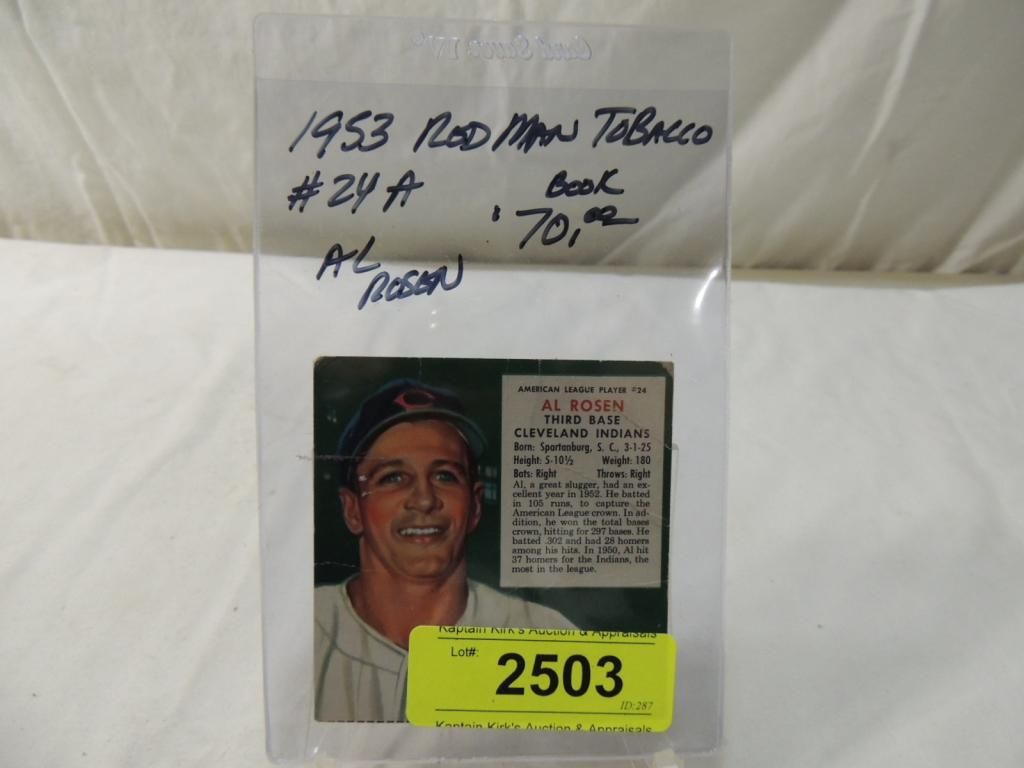 Card Saver IV®
1953 RED MAN TOBACCO
#24A BOOK
$70.00
AL
ROSEN
C
AMERICAN LEAGUE PLAYER #24
AL ROSEN
THIRD BASE
CLEVELAND INDIANS
Born: Spartanburg, S. C., 3-1-25
Height: 5-10½ Weight: 180
Bats: Right Throws: Right
Al, a great slugger, had an ex-
cellent year in 1952. He batted
in 105 runs, to capture the
American League crown. In ad-
dition, he won the total bases
crown, hitting for 297 bases. He
batted .302 and had 28 homers
among his hits. In 1950, Al hit
37 homers for the Indians, the
most in the league.
Kaptain Kirk's Auction & Appraisals
Lot#: 2503
ID:287
Kaptain Kirk's Auction & Appraisals